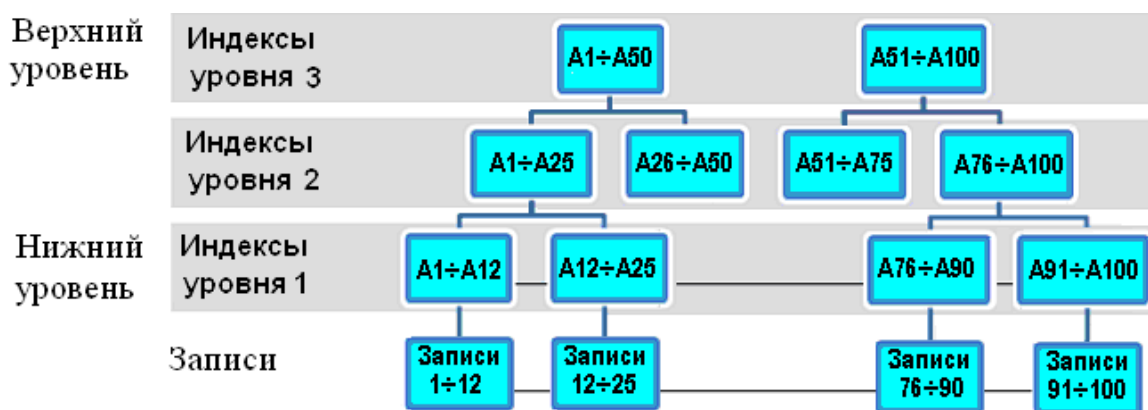 Верхний
уровень
Индексы
уровня 3
A1÷A50
A51÷A100
Индексы
уровня 2
A1÷A25
A26÷A50
A51÷A75
A76÷A100
Нижний
уровень
Индексы
уровня 1
A1÷A12
A12÷A25
A76÷A90
A91÷A100
Записи
Записи
1÷12
Записи
12÷25
Записи
76÷90
Записи
91÷100